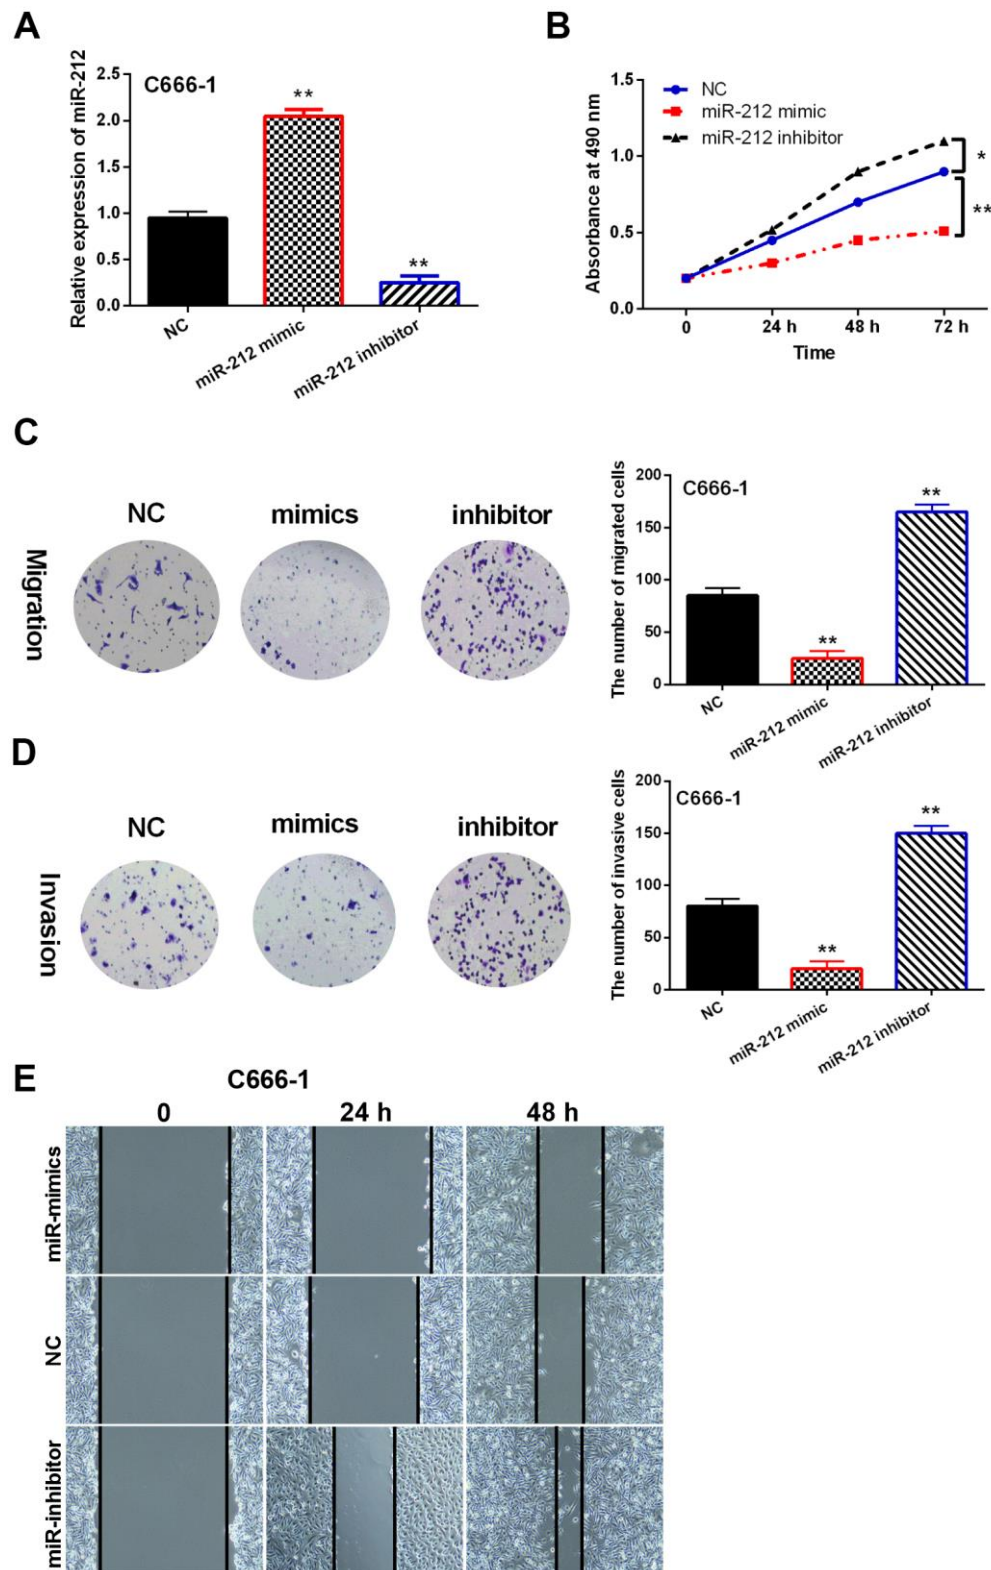 A
Relative expression of miR-212
2.5
2.0
1.5
1.0
0.5
0.0
C666-1
**
**
NC
miR-212 mimic
miR-212 inhibitor
B
Absorbance at 490 nm
1.5
1.0
0.5
0.0
NC
miR-212 mimic
miR-212 inhibitor
*
**
0 24 h 48 h 72 h
Time
C
NC mimics inhibitor
Migration
The number of migrated cells
200
150
100
50
0
C666-1
**
**
NC
miR-212 mimic
miR-212 inhibitor
D
NC mimics inhibitor
Invasion
The number of invasive cells
200
150
100
50
0
C666-1
**
**
NC
miR-212 mimic
miR-212 inhibitor
E
C666-1
0 24 h 48 h
miR-mimics
NC
miR-inhibitor